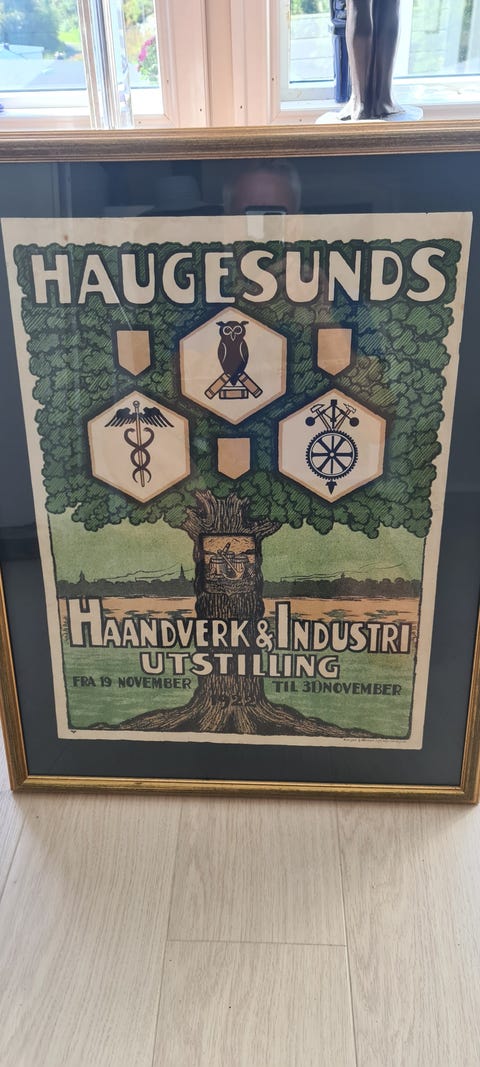 HAUGESUNDS
HAANDVERK & INDUSTRI
UTSTILLING
FRA 19 NOVEMBER TIL 30 NOVEMBER